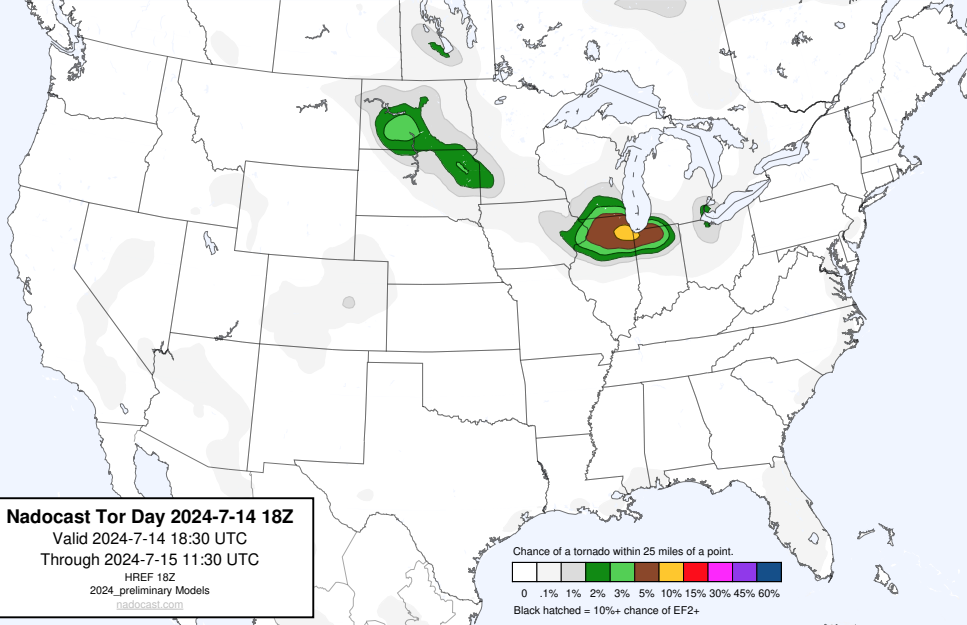 Nadocast Tor Day 2024-7-14 18Z
Valid 2024-7-14 18:30 UTC
Through 2024-7-15 11:30 UTC
HREF 18Z
2024_preliminary Models
nadocast.com
Chance of a tornado within 25 miles of a point.
0 .1% 1% 2% 3% 5% 10% 15% 30% 45% 60%
Black hatched = 10%+ chance of EF2+